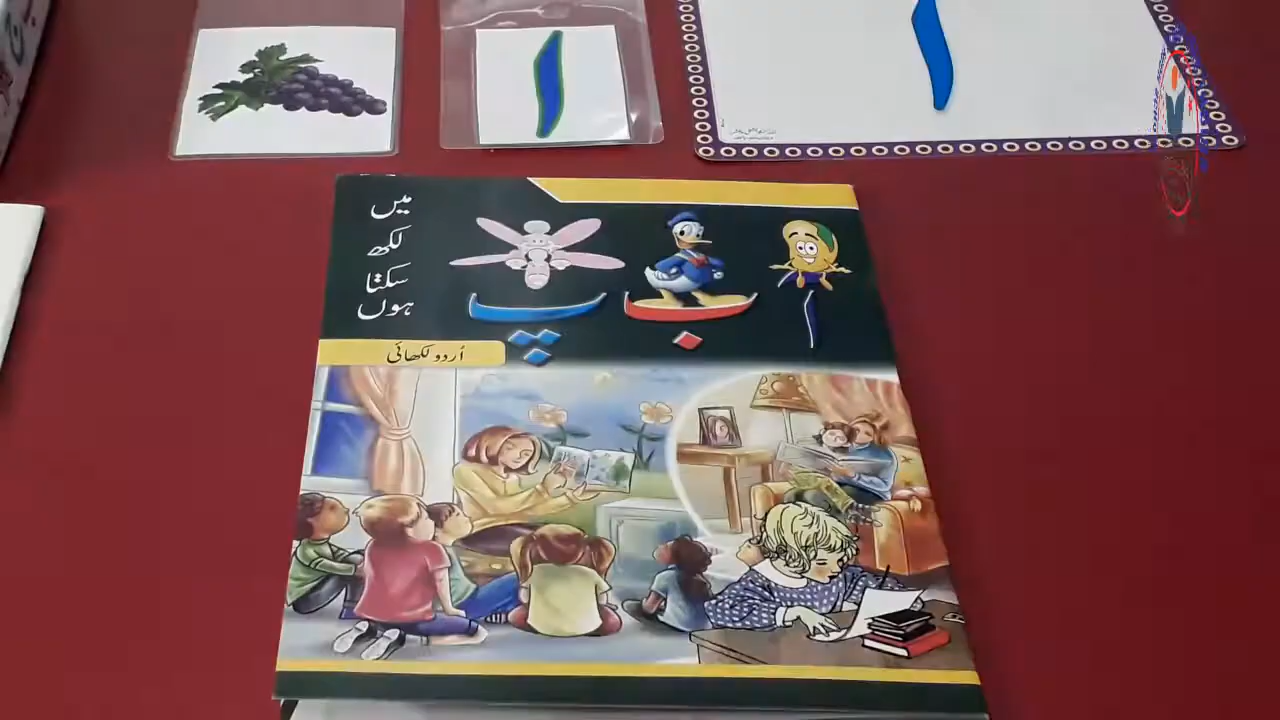 ا
ا
میں
لکھ
سکتا
ہوں
ا ب پ
اُردو لکھائی